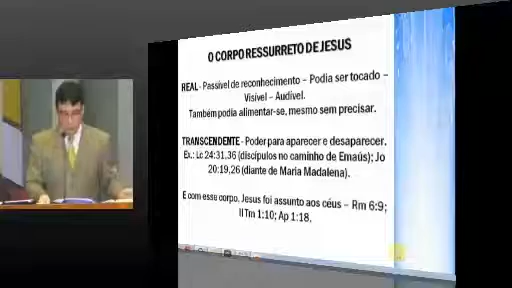 O CORPO RESSURRETO DE JESUS
REAL - Passível de reconhecimento – Podia ser tocado –
Visível – Audível.
Também podia alimentar-se, mesmo sem precisar.
TRANSCENDENTE - Poder para aparecer e desaparecer.
Ex.: Lc 24:31,36 (discípulos no caminho de Emaús); Jo
20:19,26 (diante de Maria Madalena).
E com esse corpo, Jesus foi assunto aos céus – Rm 6:9;
II Tm 1:10; Ap 1:18.